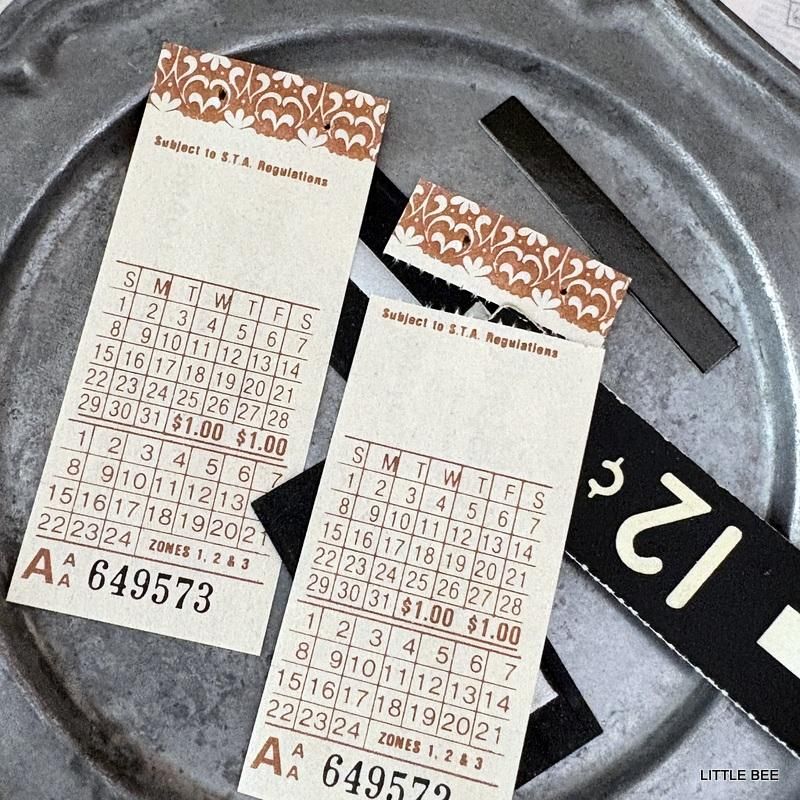 Subject to S.T.A. Regulations
S M T W T F S
1 2 3 4 5 6 7
8 9 10 11 12 13 14
15 16 17 18 19 20 21
22 23 24 25 26 27 28
29 30 31 $1.00 $1.00
1 2 3 4 5 6 7
8 9 10 11 12 13
15 16 17 18 19 20 21
22 23 24 ZONES 1, 2 & 3
A A A 649573
Subject to S.T.A. Regulations
S M T W T F S
1 2 3 4 5 6 7
8 9 10 11 12 13 14
15 16 17 18 19 20 21
22 23 24 25 26 27 28
29 30 31 $1.00 $1.00
1 2 3 4 5 6 7
8 9 10 11 12 13 14
15 16 17 18 19 20 21
22 23 24 ZONES 1, 2 & 3
A A A 649572
12¢
LITTLE BEE